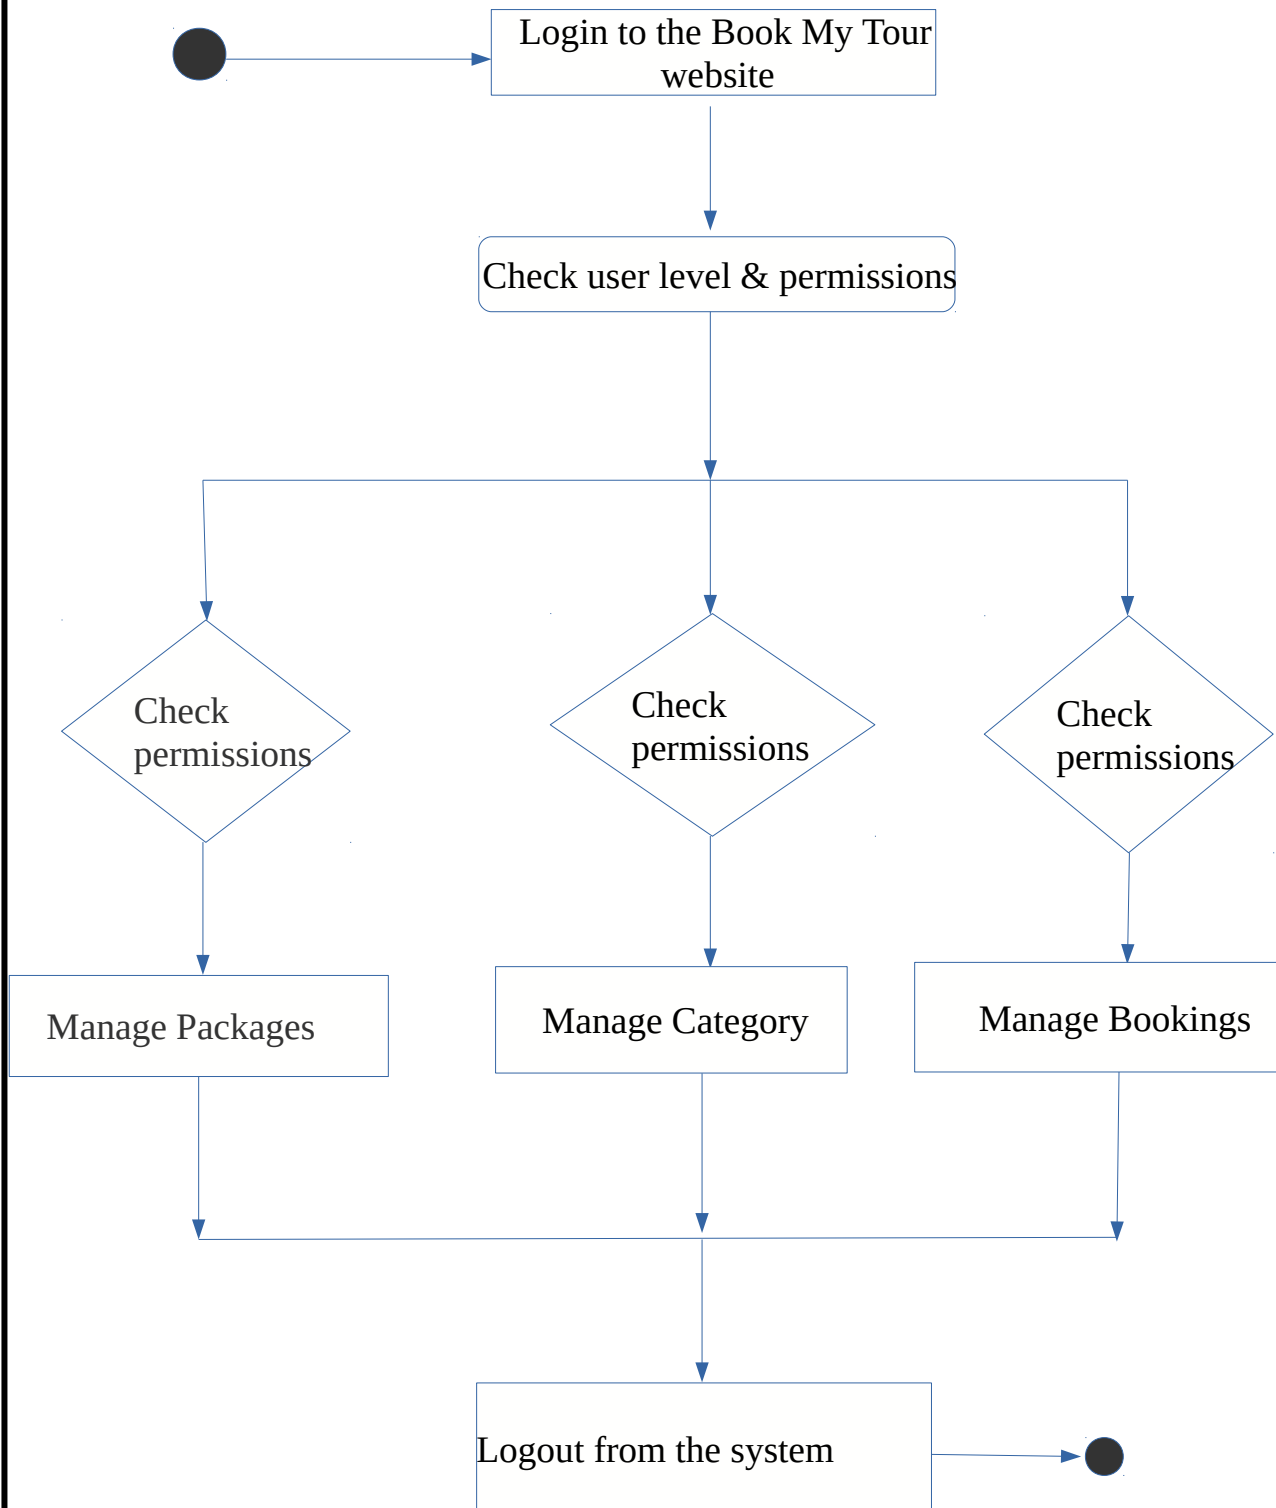 Login to the Book My Tour
website
Check user level & permissions
Check
permissions
Check
permissions
Check
permissions
Manage Packages
Manage Category
Manage Bookings
Logout from the system